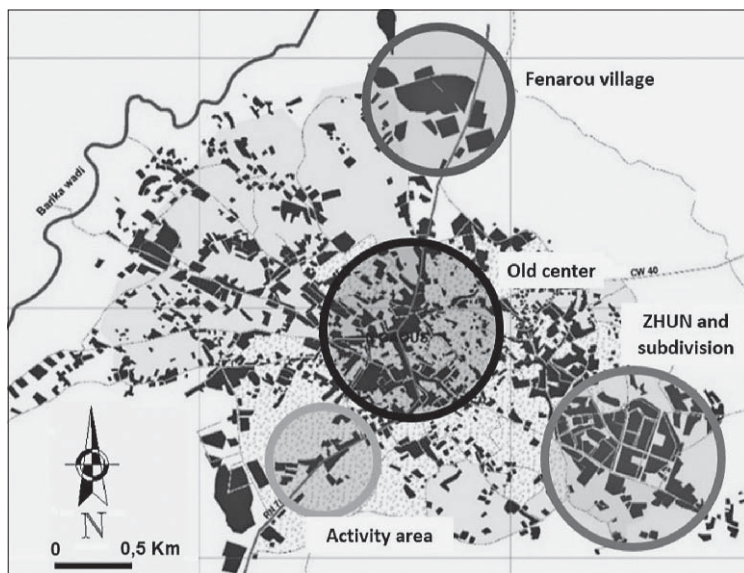 Fenarou village
Barika wadi
Old center
CW 40
ZHUN and
subdivision
Activity area
N
0
0,5 Km